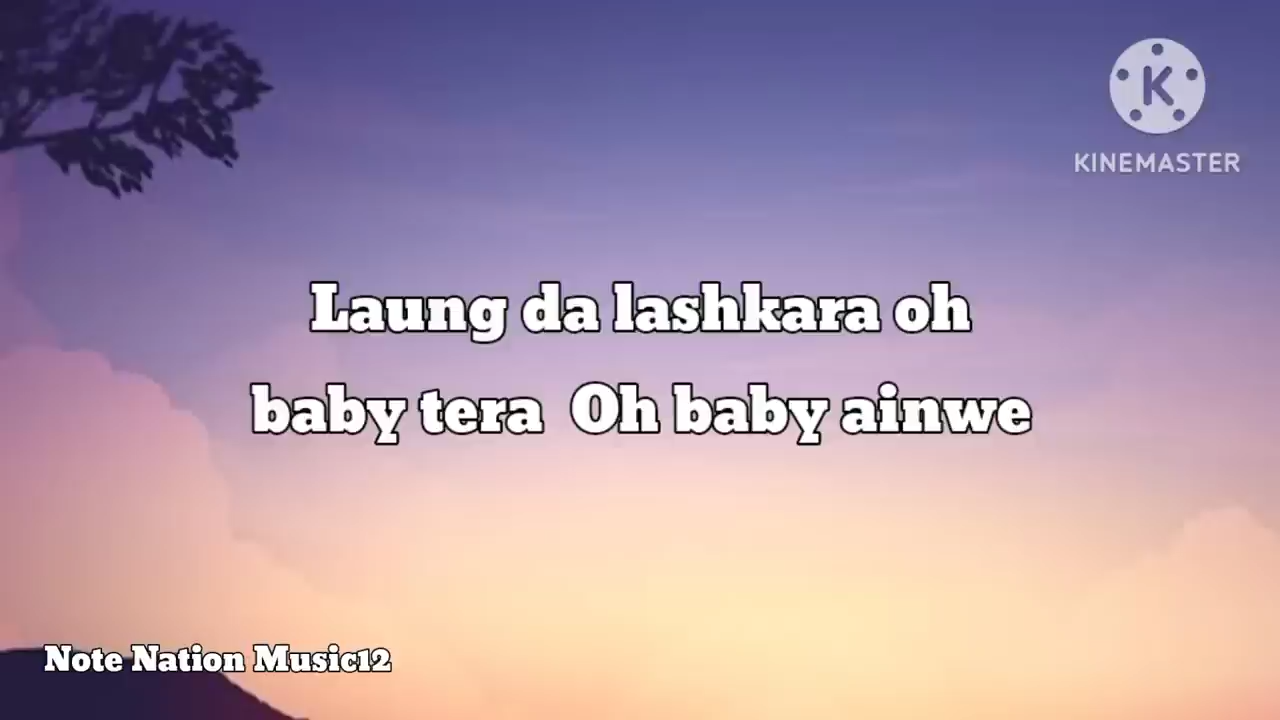 KINEMASTER
Laung da lashkara oh
baby tera  Oh baby ainwe
Note Nation Music12